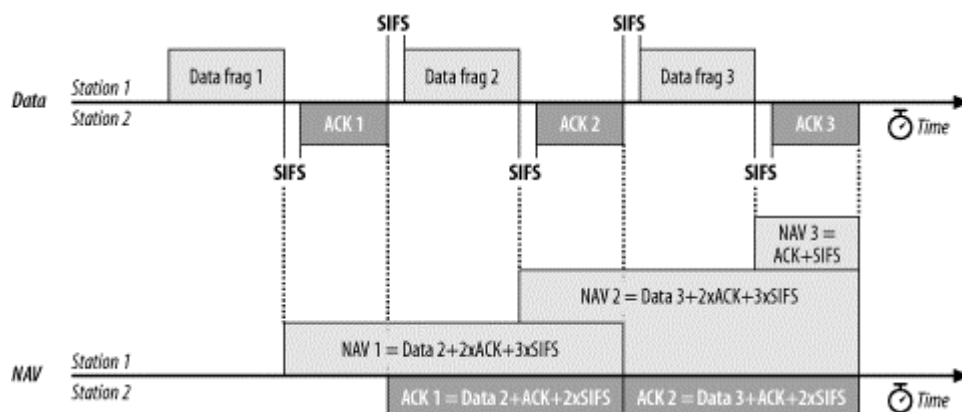 SIFS SIFS
Data frag 1 Data frag 2 Data frag 3
Station 1
Data
Station 2
ACK 1 ACK 2 ACK 3
Time
SIFS SIFS SIFS
NAV 3 =
ACK+SIFS
NAV 2 = Data 3+2xACK+3xSIFS
NAV 1 = Data 2+2xACK+3xSIFS
Station 1
NAV
Station 2
ACK 1 = Data 2+ACK+2xSIFS ACK 2 = Data 3+ACK+2xSIFS
Time